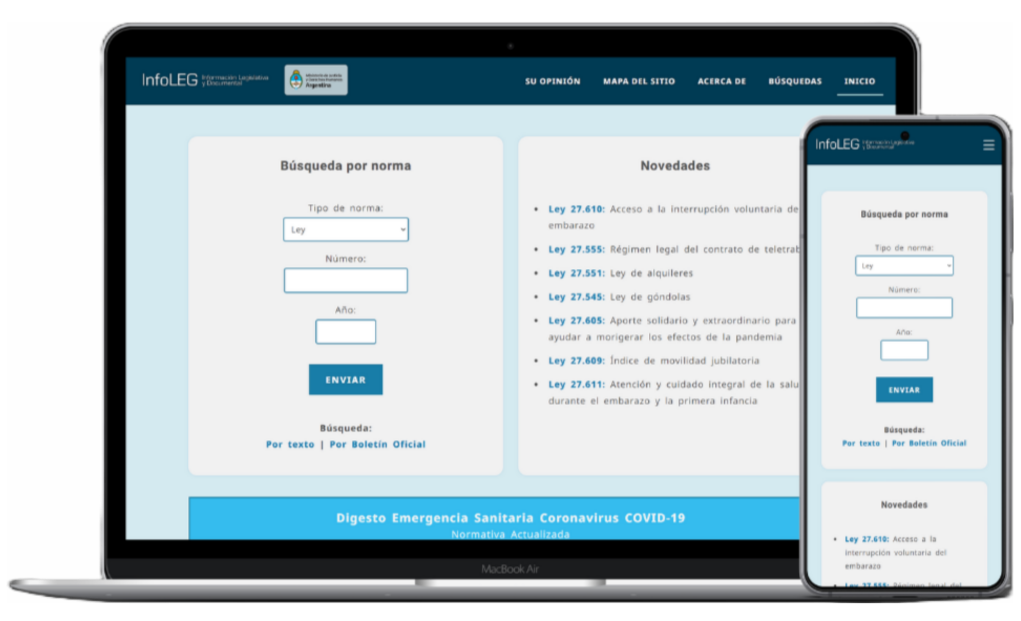 InfoLEG Información Legislativa
y Documental
Argentina
SU OPINIÓN MAPA DEL SITIO ACERCA DE BÚSQUEDAS INICIO
Búsqueda por norma
Tipo de norma:
Ley
Número:
Año:
ENVIAR
Búsqueda:
Por texto | Por Boletín Oficial
Novedades
• Ley 27.610: Acceso a la interrupción voluntaria de
embarazo
• Ley 27.555: Régimen legal del contrato de teletrab
• Ley 27.551: Ley de alquileres
• Ley 27.545: Ley de góndolas
• Ley 27.605: Aporte solidario y extraordinario para
ayudar a morigerar los efectos de la pandemia
• Ley 27.609: Índice de movilidad jubilatoria
• Ley 27.611: Atención y cuidado integral de la salu
durante el embarazo y la primera infancia
Digesto Emergencia Sanitaria Coronavirus COVID-19
Normativa Actualizada
MacBook Air
InfoLEG Información Legislativa
y Documental
Búsqueda por norma
Tipo de norma:
Ley
Número:
Año:
ENVIAR
Búsqueda:
Por texto | Por Boletín Oficial
Novedades
• Ley 27.610: Acceso a la
interrupción voluntaria del
embarazo
• Ley 27.555: Régimen legal del